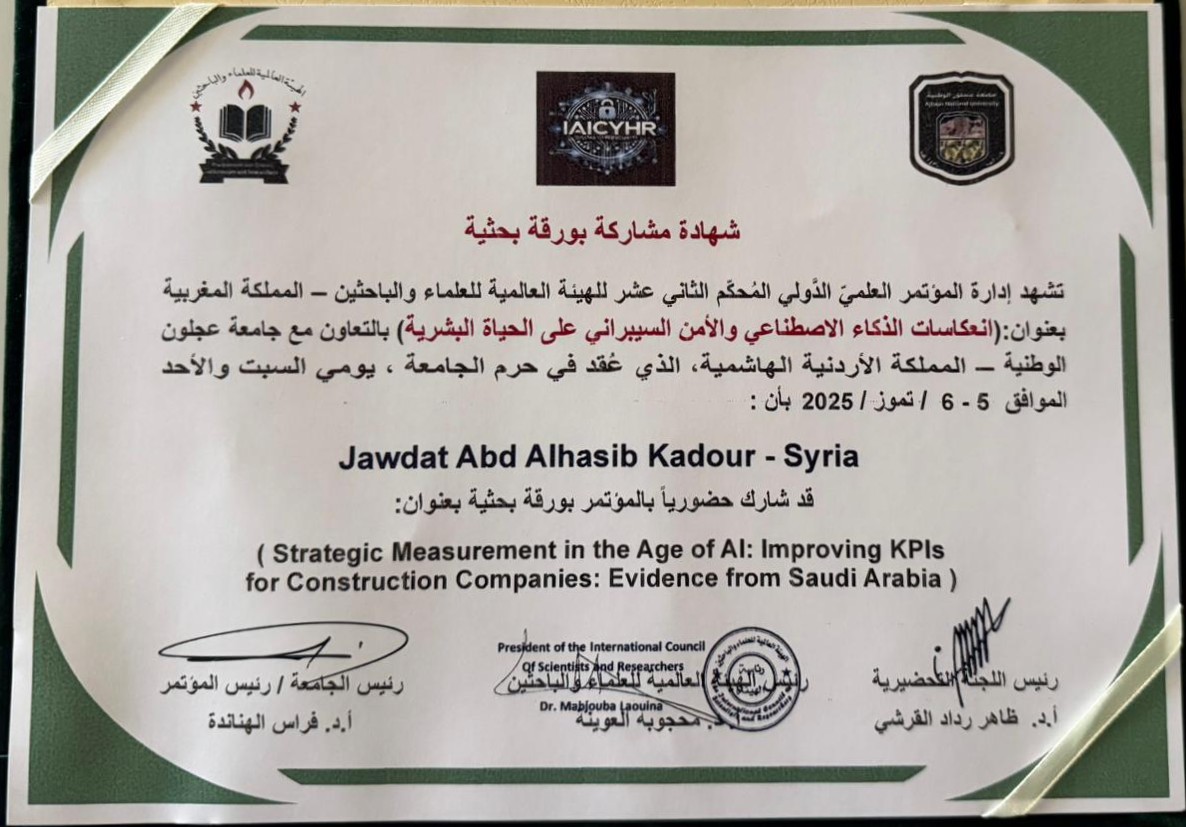 الهيئة العالمية للعلماء والباحثين
IAICYHR
Ajloun National University
شهادة مشاركة بورقة بحثية
تشهد إدارة المؤتمر العلميّ الدَّولي المُحكَّم الثاني عشر للهيئة العالمية للعلماء والباحثين – المملكة المغربية
بعنوان:(انعكاسات الذكاء الاصطناعي والأمن السيبراني على الحياة البشرية) بالتعاون مع جامعة عجلون
الوطنية – المملكة الأردنية الهاشمية، الذي عُقد في حرم الجامعة ، يومي السبت والأحد
الموافق 5 - 6 / تموز / 2025 بأن :
Jawdat Abd Alhasib Kadour - Syria
قد شارك حضورياً بالمؤتمر بورقة بحثية بعنوان:
( Strategic Measurement in the Age of AI: Improving KPIs
for Construction Companies: Evidence from Saudi Arabia )
رئيس اللجنة التحضيرية
أ.د. ظاهر رداد القرشي
President of the International Council
Of Scientists and Researchers
رئيس الهيئة العالمية للعلماء والباحثين
Dr. Mabjouba Laouina
د. محجوبة العوينة
رئيس الجامعة / رئيس المؤتمر
أ.د. فراس الهناندة